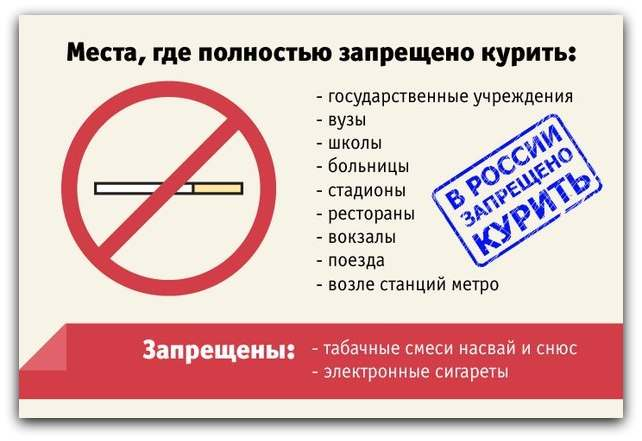 Места, где полностью запрещено курить:
- государственные учреждения
- вузы
- школы
- больницы
- стадионы
- рестораны
- вокзалы
- поезда
- возле станций метро
В РОССИИ
ЗАПРЕЩЕНО
КУРИТЬ
Запрещены:
- табачные смеси насвай и снюс
- электронные сигареты